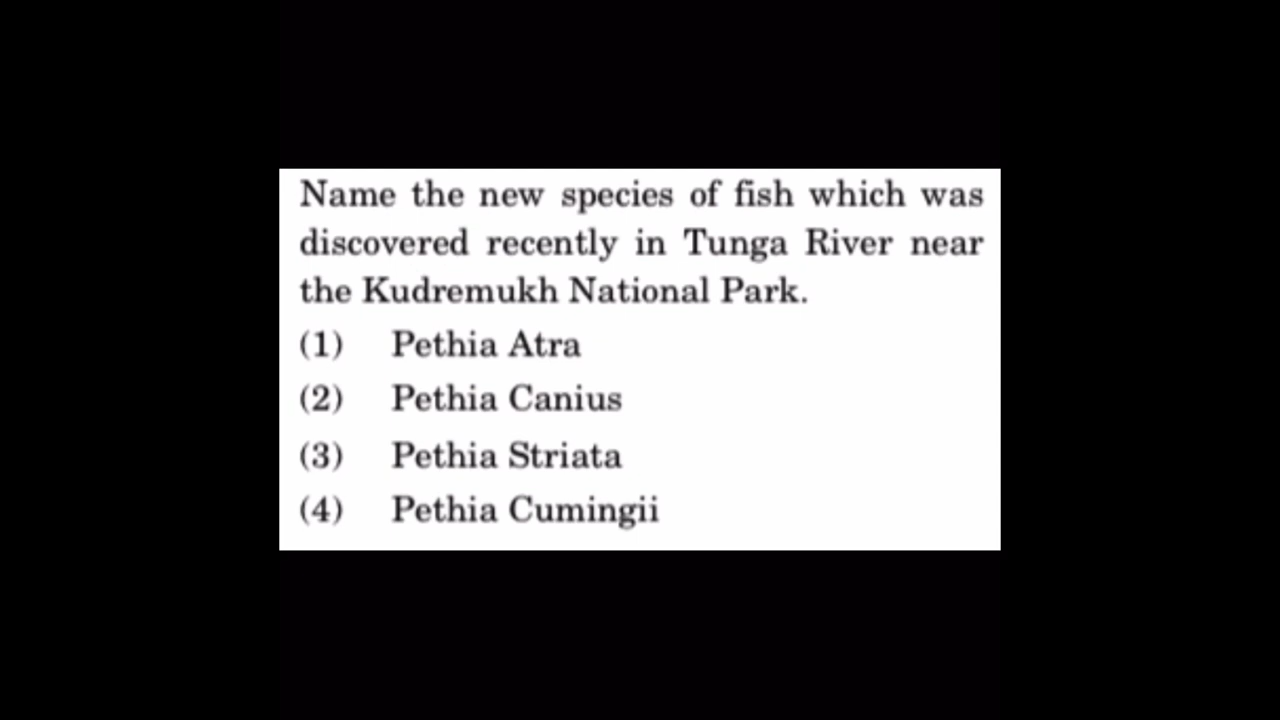 Name the new species of fish which was
discovered recently in Tunga River near
the Kudremukh National Park.
(1) Pethia Atra
(2) Pethia Canius
(3) Pethia Striata
(4) Pethia Cumingii